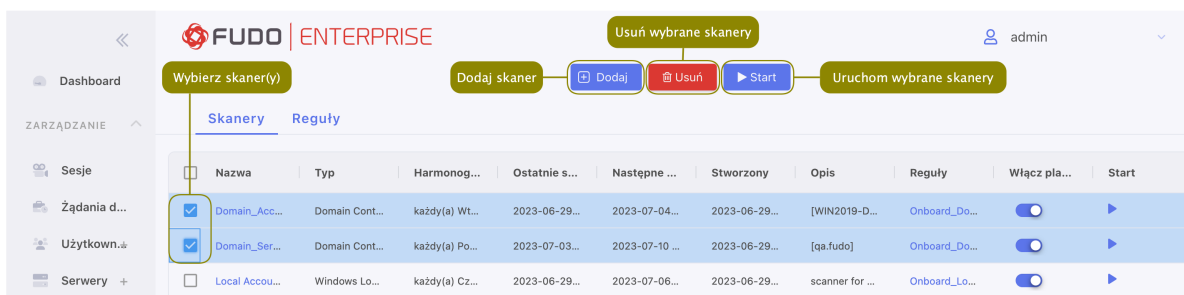 FUDO ENTERPRISE
Usuń wybrane skanery
admin
Dashboard
Wybierz skaner(y)
Dodaj skaner
Dodaj
Usuń
Start
Uruchom wybrane skanery
ZARZĄDZANIE
Skanery Reguły
Sesje
Nazwa Typ Harmonog... Ostatnie s... Następne ... Stworzony Opis Reguły Włącz pla... Start
Żądania d...
Domain_Acc... Domain Cont... każdy(a) Wt... 2023-06-29... 2023-07-04... 2023-06-29... [WIN2019-D... Onboard_Do...
Użytkown...
Domain_Ser... Domain Cont... każdy(a) Po... 2023-07-03... 2023-07-10 ... 2023-06-29... [qa.fudo] Onboard_Do...
Serwery +
Local Accou... Windows Lo... każdy(a) Cz... 2023-06-29... 2023-07-06... 2023-06-29... scanner for ... Onboard_Lo...